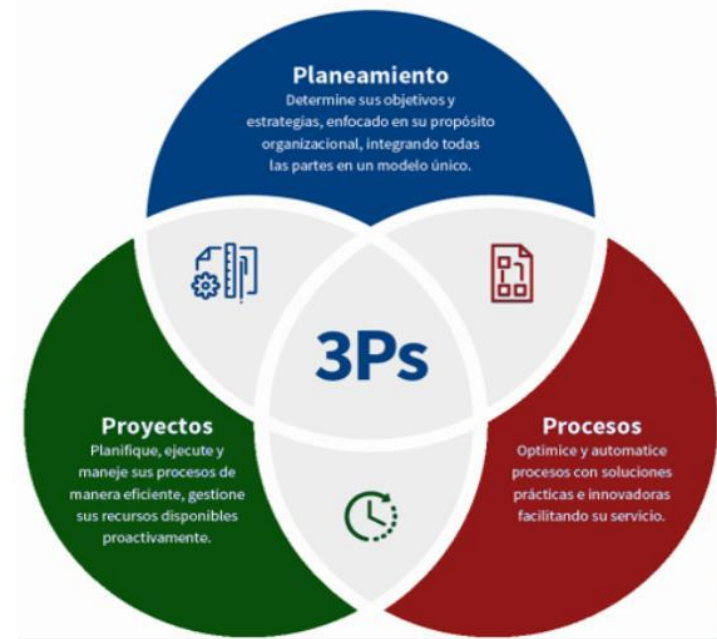 Planeamiento
Determine sus objetivos y
estrategias, enfocado en su propósito
organizacional, integrando todas
las partes en un modelo único.
3Ps
Proyectos
Planifique, ejecute y
maneje sus procesos de
manera eficiente, gestione
sus recursos disponibles
proactivamente.
Procesos
Optimice y automatice
procesos con soluciones
prácticas e innovadoras
facilitando su servicio.